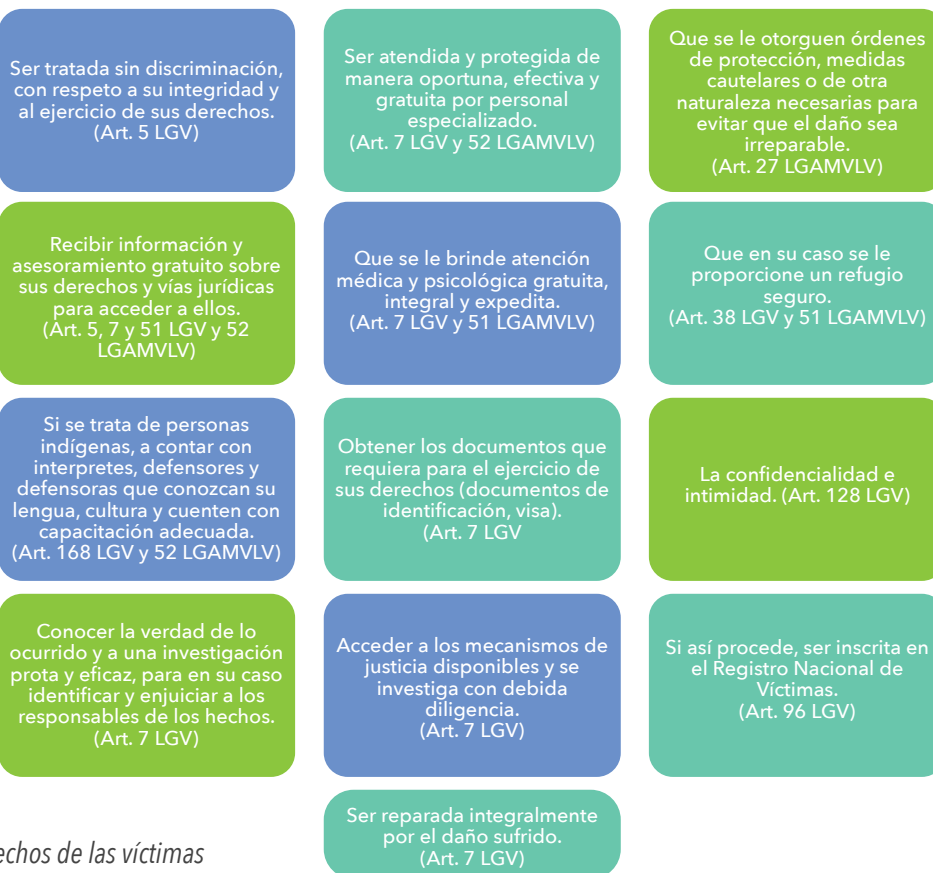 Ser tratada sin discriminación,
con respeto a su integridad y
al ejercicio de sus derechos.
(Art. 5 LGV)
Ser atendida y protegida de
manera oportuna, efectiva y
gratuita por personal
especializado.
(Art. 7 LGV y 52 LGAMVLV)
Que se le otorguen órdenes
de protección, medidas
cautelares o de otra
naturaleza necesarias para
evitar que el daño sea
irreparable.
(Art. 27 LGAMVLV)
Recibir información y
asesoramiento gratuito sobre
sus derechos y vías jurídicas
para acceder a ellos.
(Art. 5, 7 y 51 LGV y 52
LGAMVLV)
Que se le brinde atención
médica y psicológica gratuita,
integral y expedita.
(Art. 7 LGV y 51 LGAMVLV)
Que en su caso se le
proporcione un refugio
seguro.
(Art. 38 LGV y 51 LGAMVLV)
Si se trata de personas
indígenas, a contar con
interpretes, defensores y
defensoras que conozcan su
lengua, cultura y cuenten con
capacitación adecuada.
(Art. 168 LGV y 52 LGAMVLV)
Obtener los documentos que
requiera para el ejercicio de
sus derechos (documentos de
identificación, visa).
(Art. 7 LGV
La confidencialidad e
intimidad. (Art. 128 LGV)
Conocer la verdad de lo
ocurrido y a una investigación
prota y eficaz, para en su caso
identificar y enjuiciar a los
responsables de los hechos.
(Art. 7 LGV)
Acceder a los mecanismos de
justicia disponibles y se
investiga con debida
diligencia.
(Art. 7 LGV)
Si así procede, ser inscrita en
el Registro Nacional de
Víctimas.
(Art. 96 LGV)
Ser reparada integralmente
por el daño sufrido.
(Art. 7 LGV)
echos de las víctimas